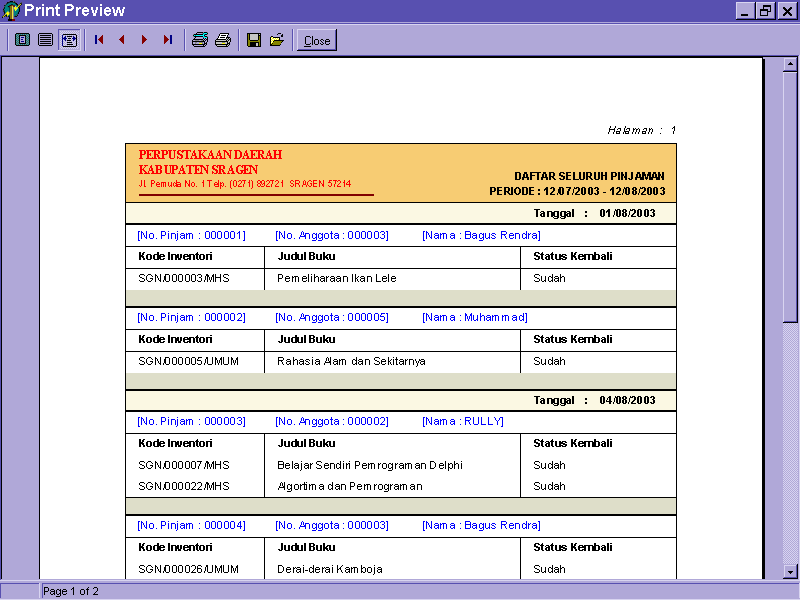 Print Preview
Close
Halaman : 1
PERPUSTAKAAN DAERAH
KABUPATEN SRAGEN
Jl. Pemuda No. 1 Telp. (0271) 892721 SRAGEN 57214
DAFTAR SELURUH PINJAMAN
PERIODE : 12/07/2003 - 12/08/2003
Tanggal : 01/08/2003
[No. Pinjam : 000001] [No. Anggota : 000003] [Nama : Bagus Rendra]
Kode Inventori Judul Buku Status Kembali
SGN/000003/MHS Pemeliharaan Ikan Lele Sudah
[No. Pinjam : 000002] [No. Anggota : 000005] [Nama : Muhammad]
Kode Inventori Judul Buku Status Kembali
SGN/000005/UMUM Rahasia Alam dan Sekitarnya Sudah
Tanggal : 04/08/2003
[No. Pinjam : 000003] [No. Anggota : 000002] [Nama : RULLY]
Kode Inventori Judul Buku Status Kembali
SGN/000007/MHS Belajar Sendiri Pemrograman Delphi Sudah
SGN/000022/MHS Algortima dan Pemrograman Sudah
[No. Pinjam : 000004] [No. Anggota : 000003] [Nama : Bagus Rendra]
Kode Inventori Judul Buku Status Kembali
SGN/000026/UMUM Derai-derai Kamboja Sudah
Page 1 of 2